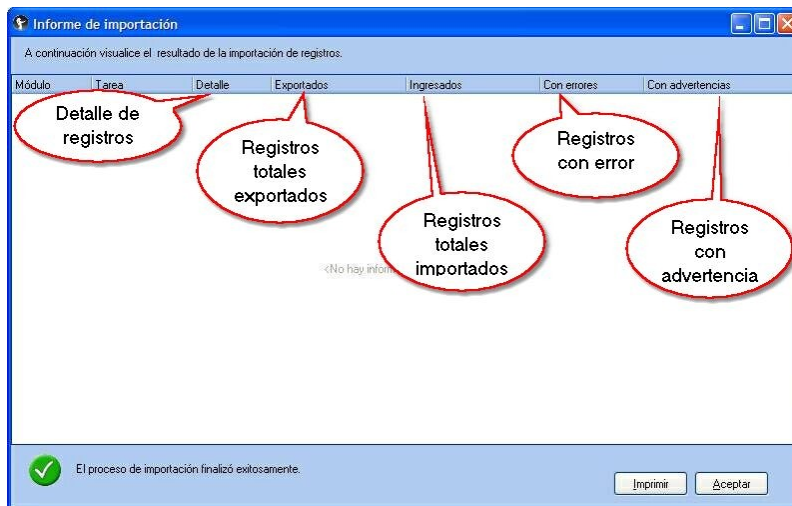 Informe de importación
A continuación visualice el resultado de la importación de registros.
Módulo Tarea Detalle Exportados Ingresados Con errores Con advertencias
Detalle de
registros
Registros
totales
exportados
Registros
totales
importados
Registros
con error
Registros
con
advertencia
<No hay
El proceso de importación finalizó exitosamente.
Imprimir Aceptar